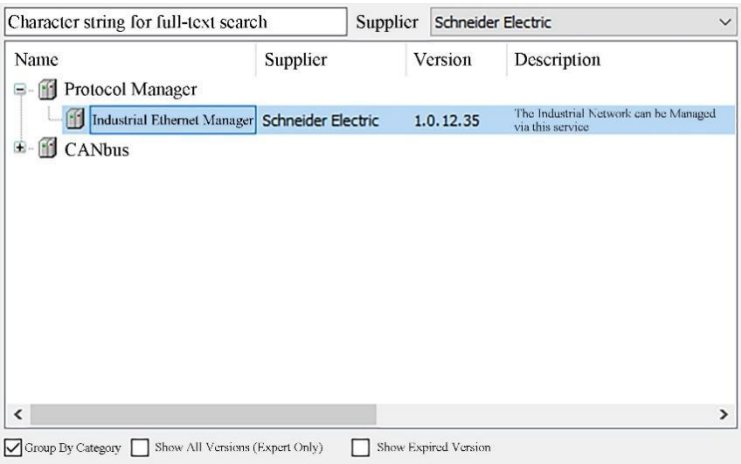 Character string for full-text search Supplier Schneider Electric
Name Supplier Version Description
Protocol Manager
Industrial Ethernet Manager Schneider Electric 1.0.12.35 The Industrial Network can be Managed
via this service
CANbus
Group By Category Show All Versions (Expert Only) Show Expired Version